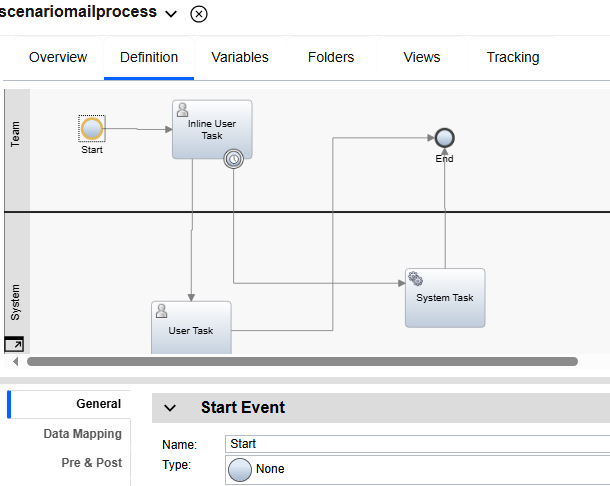 scenariomailprocess
Overview Definition Variables Folders Views Tracking
Team
Start
Inline User
Task
End
System
User Task
System Task
General
Data Mapping
Pre & Post
Start Event
Name: Start
Type: None